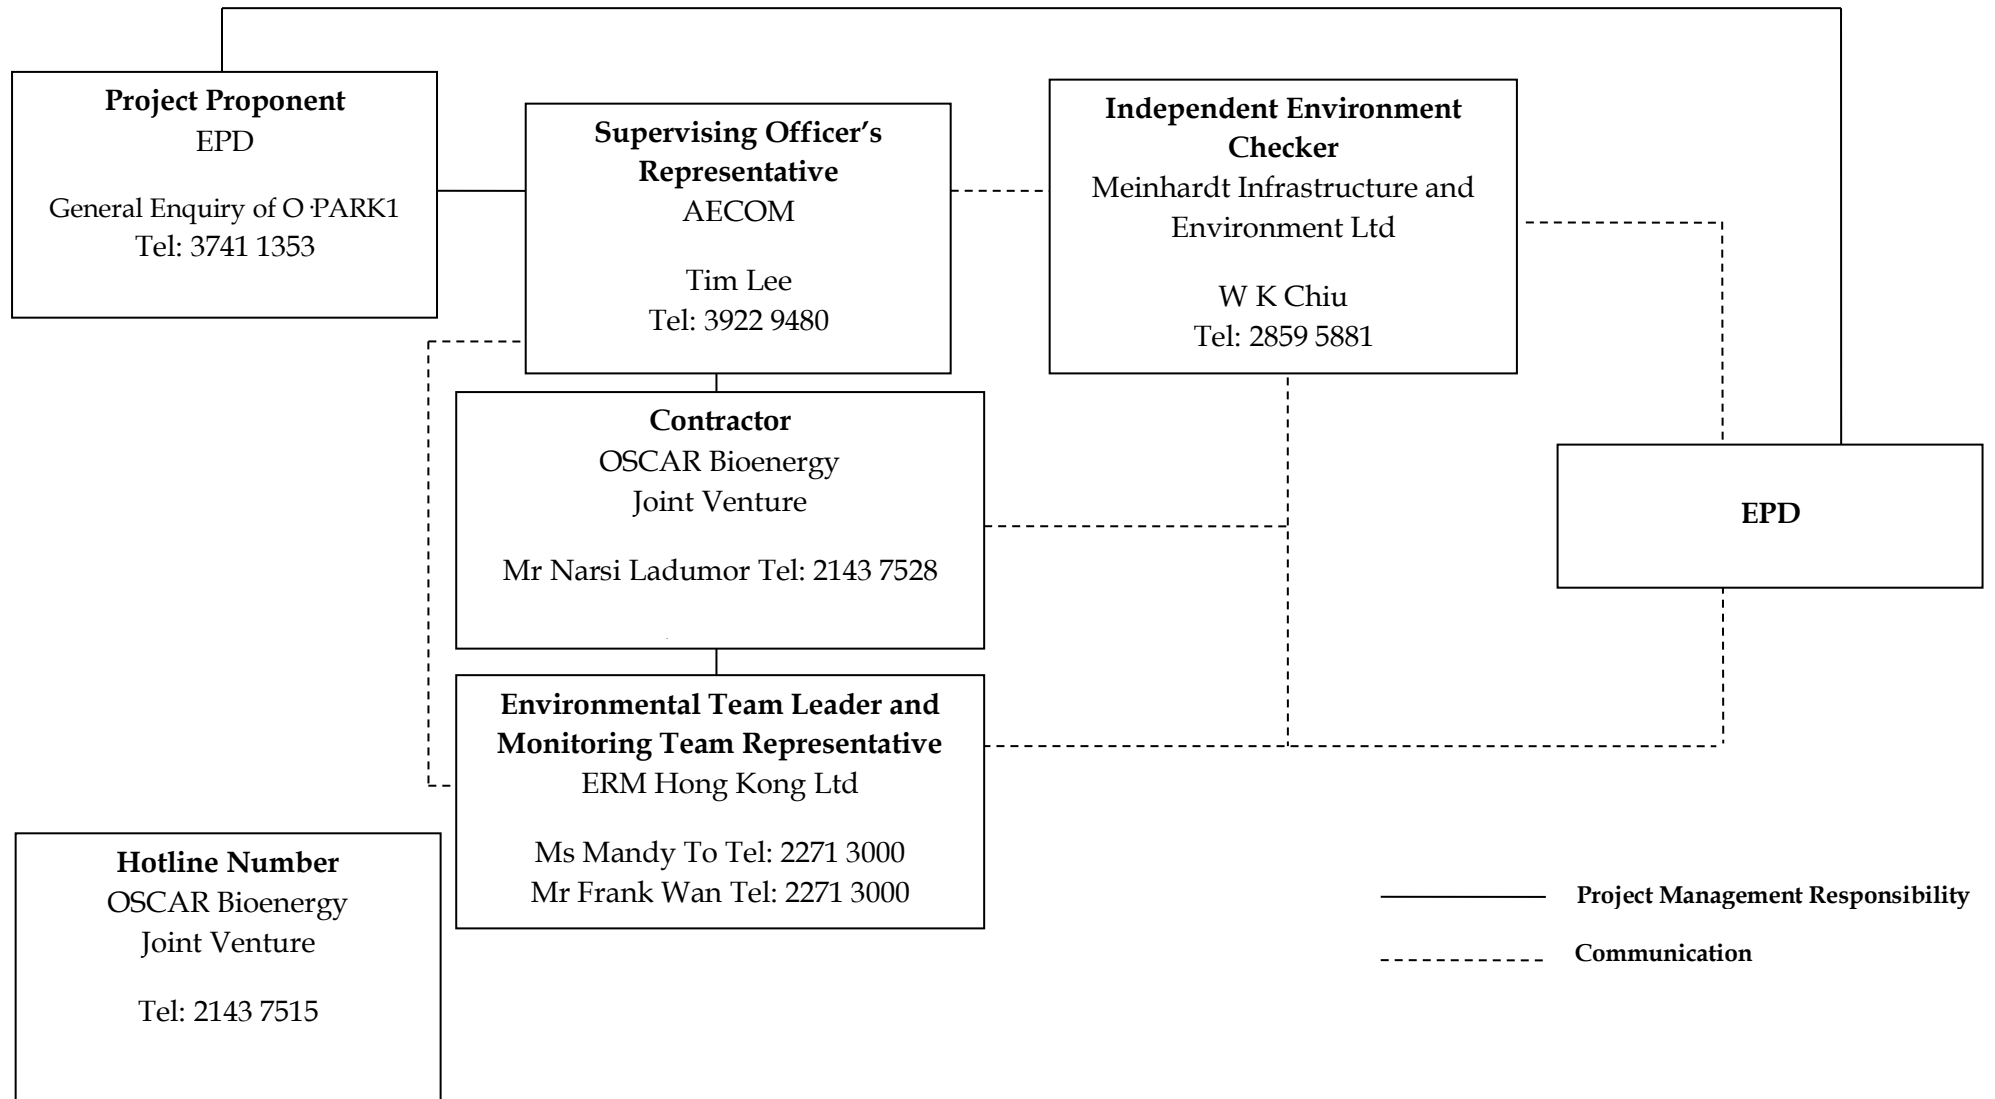 Project Proponent
EPD
General Enquiry of O·PARK1
Tel: 3741 1353
Supervising Officer’s
Representative
AECOM
Tim Lee
Tel: 3922 9480
Independent Environment
Checker
Meinhardt Infrastructure and
Environment Ltd
W K Chiu
Tel: 2859 5881
Contractor
OSCAR Bioenergy
Joint Venture
Mr Narsi Ladumor Tel: 2143 7528
EPD
Environmental Team Leader and
Monitoring Team Representative
ERM Hong Kong Ltd
Ms Mandy To Tel: 2271 3000
Mr Frank Wan Tel: 2271 3000
Hotline Number
OSCAR Bioenergy
Joint Venture
Tel: 2143 7515
Project Management Responsibility
Communication